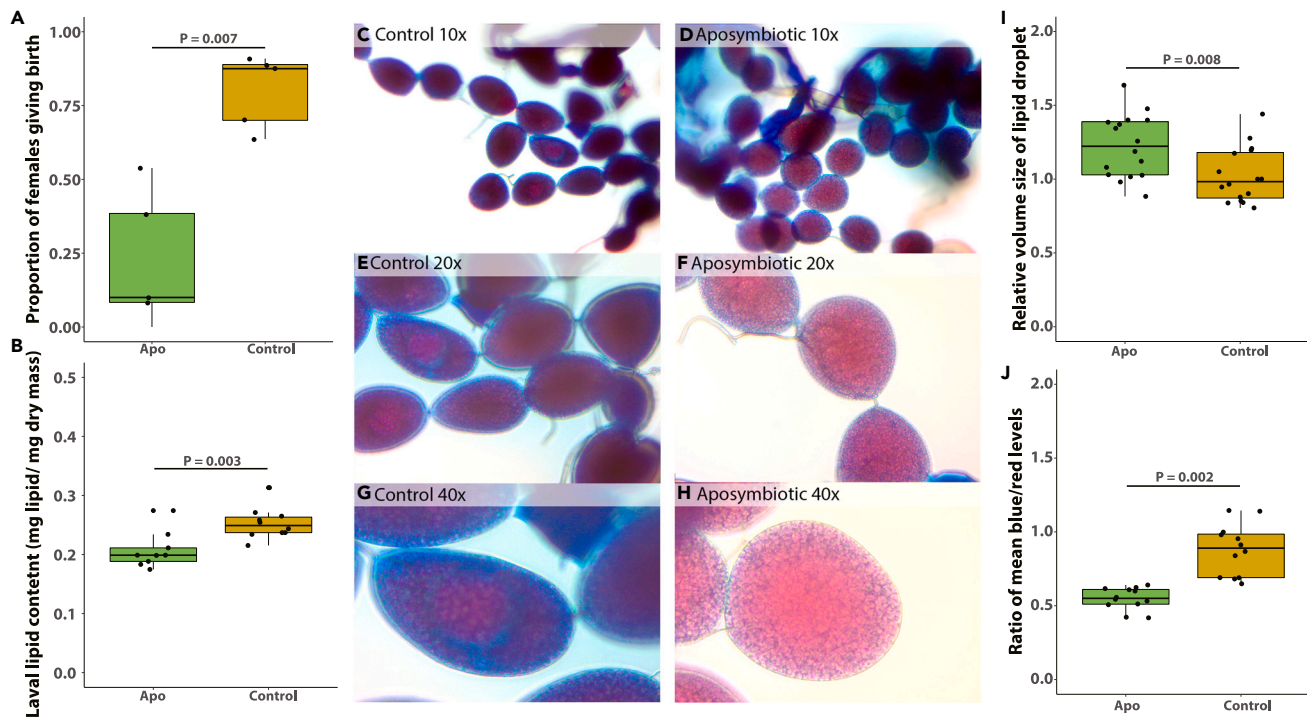 A
Proportion of females giving birth
1.00
0.75
0.50
0.25
0.00
P = 0.007
Apo
Control
B
Laval lipid contetnt (mg lipid/ mg dry mass)
0.5
0.4
0.3
0.2
0.1
0.0
P = 0.003
Apo
Control
C Control 10x
D Aposymbiotic 10x
E Control 20x
F Aposymbiotic 20x
G Control 40x
H Aposymbiotic 40x
I
Relative volume size of lipid droplet
2.0
1.5
1.0
0.5
0.0
P = 0.008
Apo
Control
J
Ratio of mean blue/red levels
2.0
1.5
1.0
0.5
0.0
P = 0.002
Apo
Control